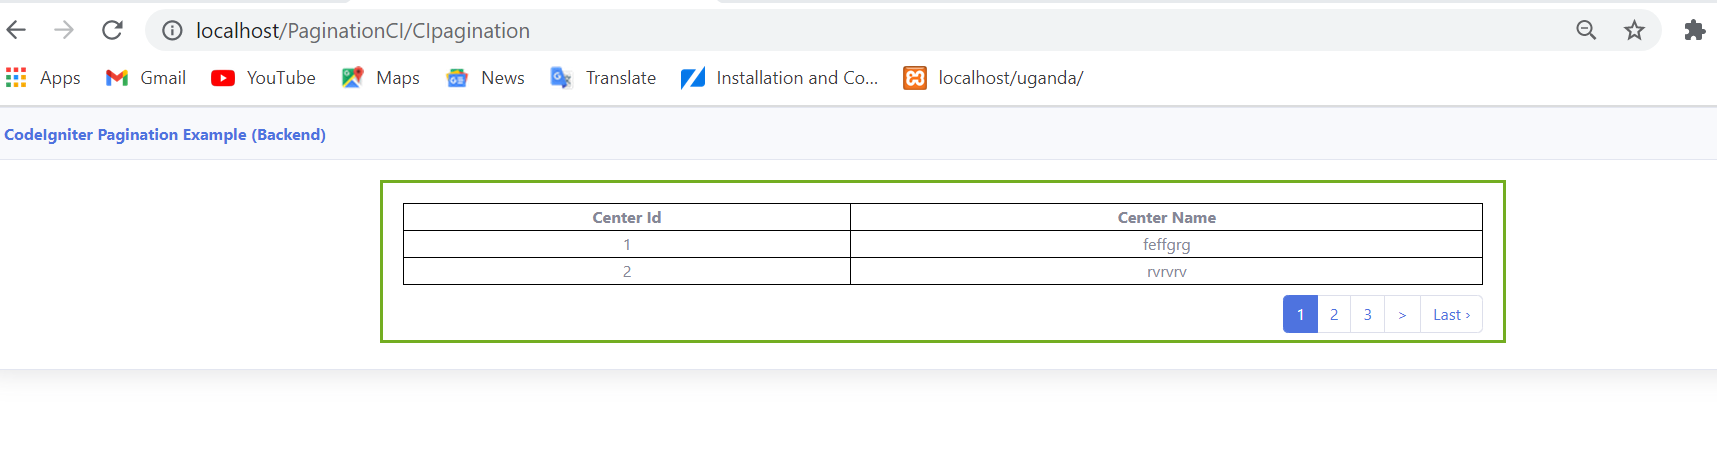 localhost/PaginationCI/CIpagination
Apps Gmail YouTube Maps News Translate Installation and Co... localhost/uganda/
CodeIgniter Pagination Example (Backend)
Center Id Center Name
1 feffgrg
2 rvrvrv
1 2 3 > Last ›